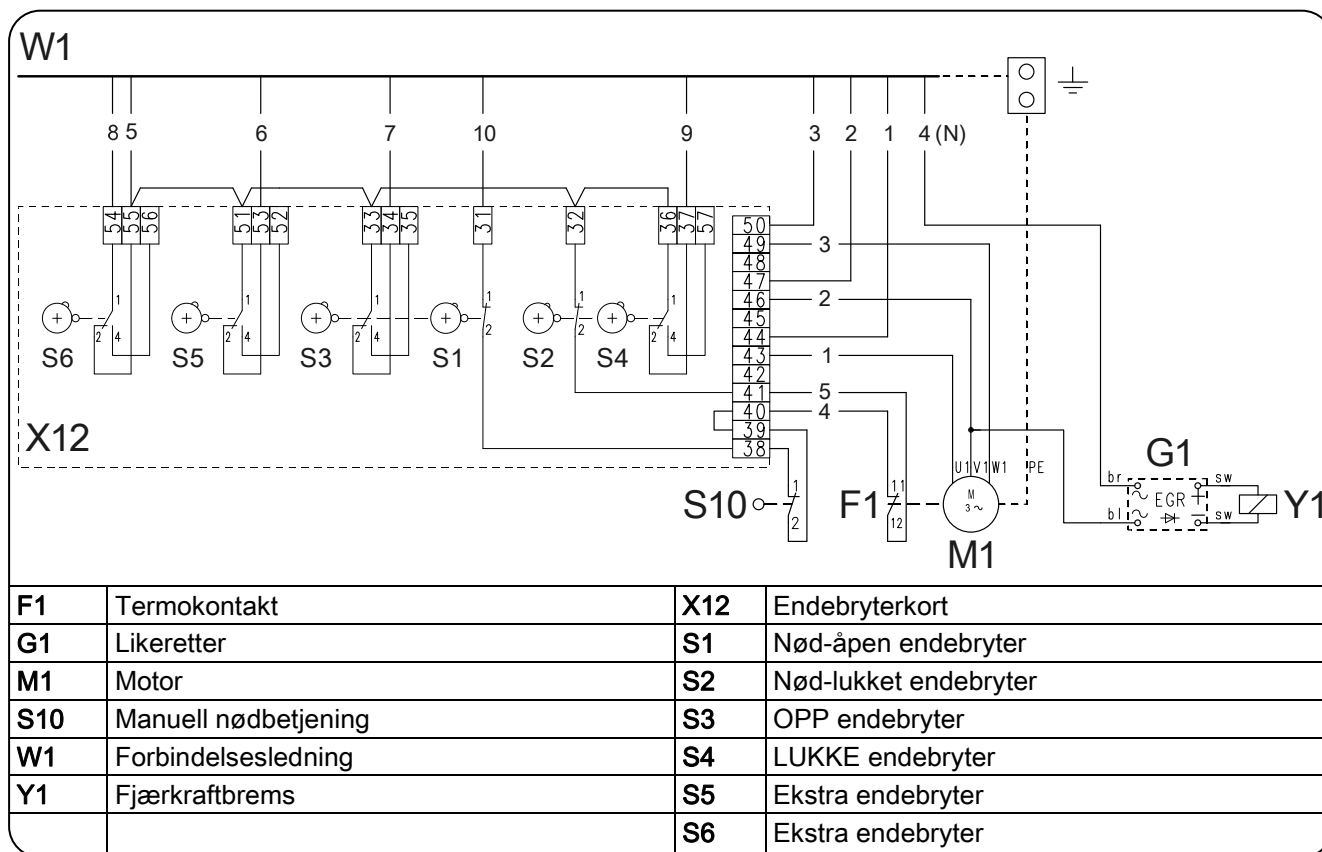 W1
8 5 6 7 10 9 3 2 1 4 (N)
54 55 56 51 53 52 33 34 35 31 32 36 37 57
50
49 3
48
47
46 2
45
44
43 1
42
41 5
40 4
39
38
1 1 1 1 1 1
2 4 2 4 2 4 2 2 2 4
S6 S5 S3 S1 S2 S4
X12
U1 V1 W1 PE
G1
br sw
EGR
bl sw
Y1
S10 1 2
F1 11 12
M 3 ~
M1
F1 Termokontakt X12 Endebryterkort
G1 Likeretter S1 Nød-åpen endebryter
M1 Motor S2 Nød-lukket endebryter
S10 Manuell nødbetjening S3 OPP endebryter
W1 Forbindelsesledning S4 LUKKE endebryter
Y1 Fjærkraftbrems S5 Ekstra endebryter
S6 Ekstra endebryter